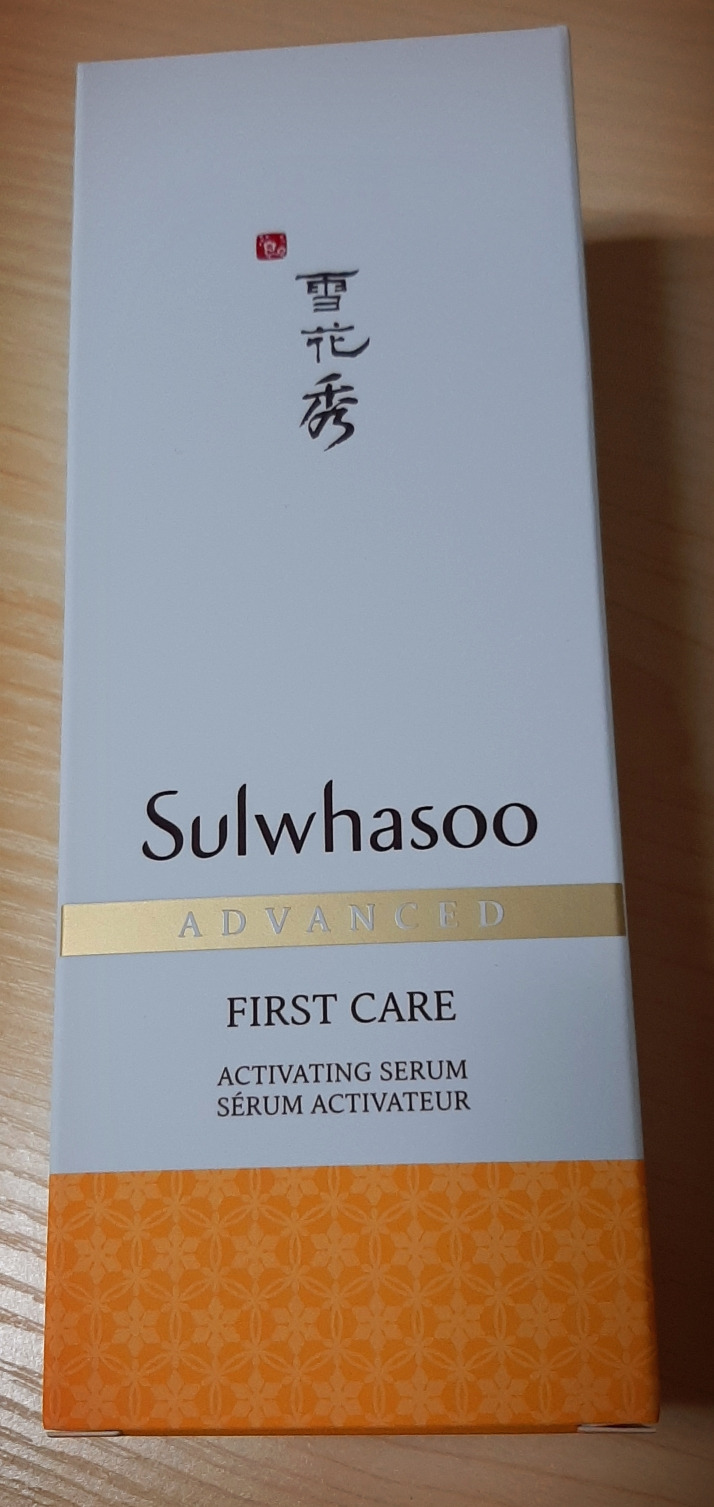 雪
花
秀
Sulwhasoo
ADVANCED
FIRST CARE
ACTIVATING SERUM
SÉRUM ACTIVATEUR